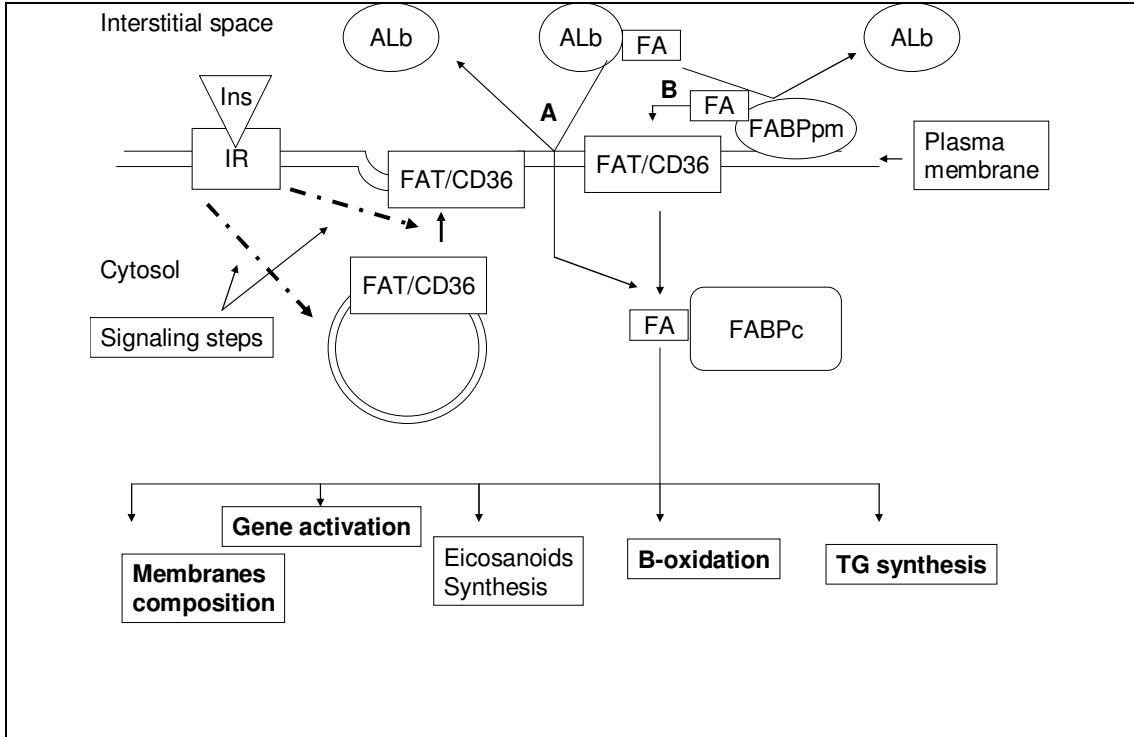 Interstitial space
ALb
ALb
FA
ALb
Ins
A
B
FA
FABPpm
IR
FAT/CD36
FAT/CD36
Plasma
membrane
Cytosol
FAT/CD36
Signaling steps
FA
FABPc
Gene activation
Membranes
composition
Eicosanoids
Synthesis
B-oxidation
TG synthesis